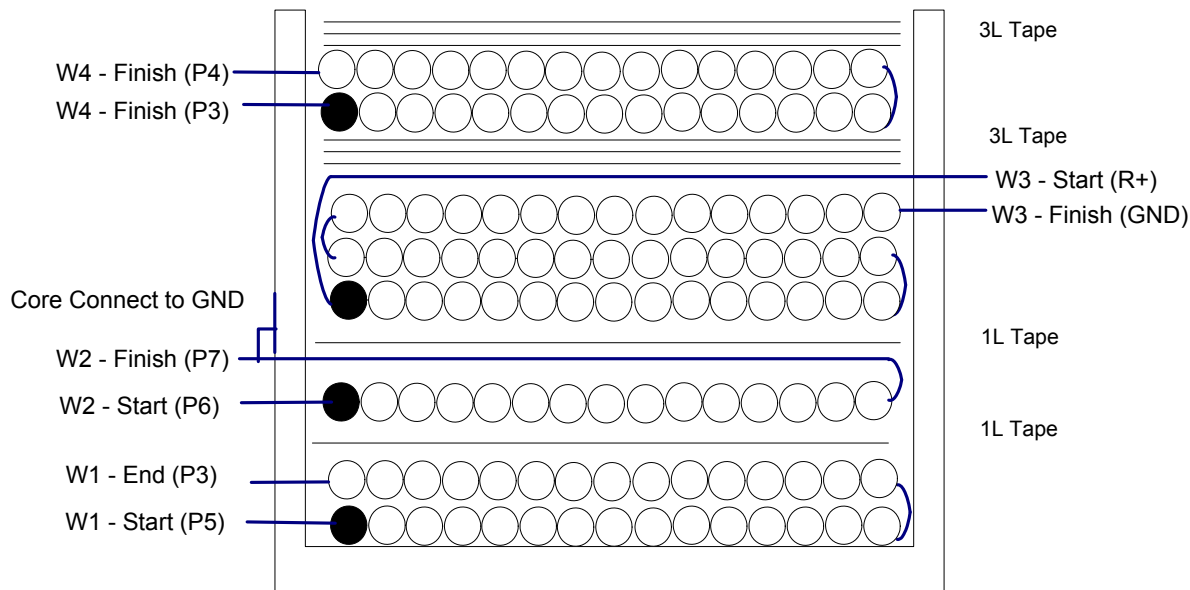 3L Tape
W4 - Finish (P4)
W4 - Finish (P3)
3L Tape
W3 - Start (R+)
W3 - Finish (GND)
Core Connect to GND
1L Tape
W2 - Finish (P7)
W2 - Start (P6)
1L Tape
W1 - End (P3)
W1 - Start (P5)